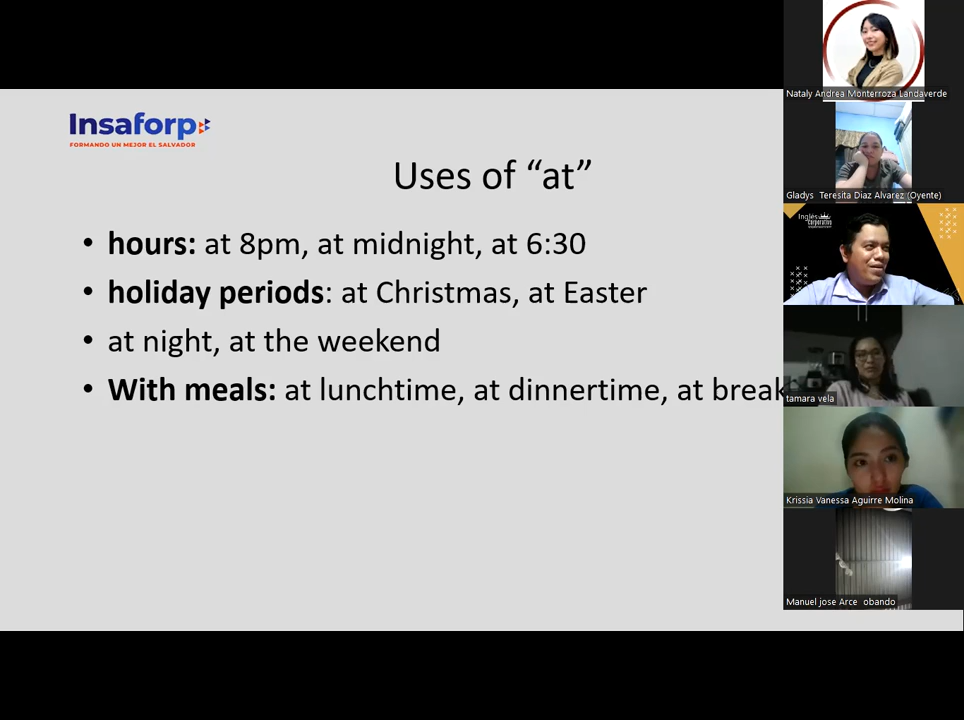 Insaforp
FORMANDO UN MEJOR EL SALVADOR
Uses of “at”
• hours: at 8pm, at midnight, at 6:30
• holiday periods: at Christmas, at Easter
• at night, at the weekend
• With meals: at lunchtime, at dinnertime, at break
Nataly Andrea Monterroza Landaverde
Gladys Teresita Diaz Alvarez (Oyente)
Inglés
Corporativo
tamara vela
Krissia Vanessa Aguirre Molina
Manuel jose Arce obando